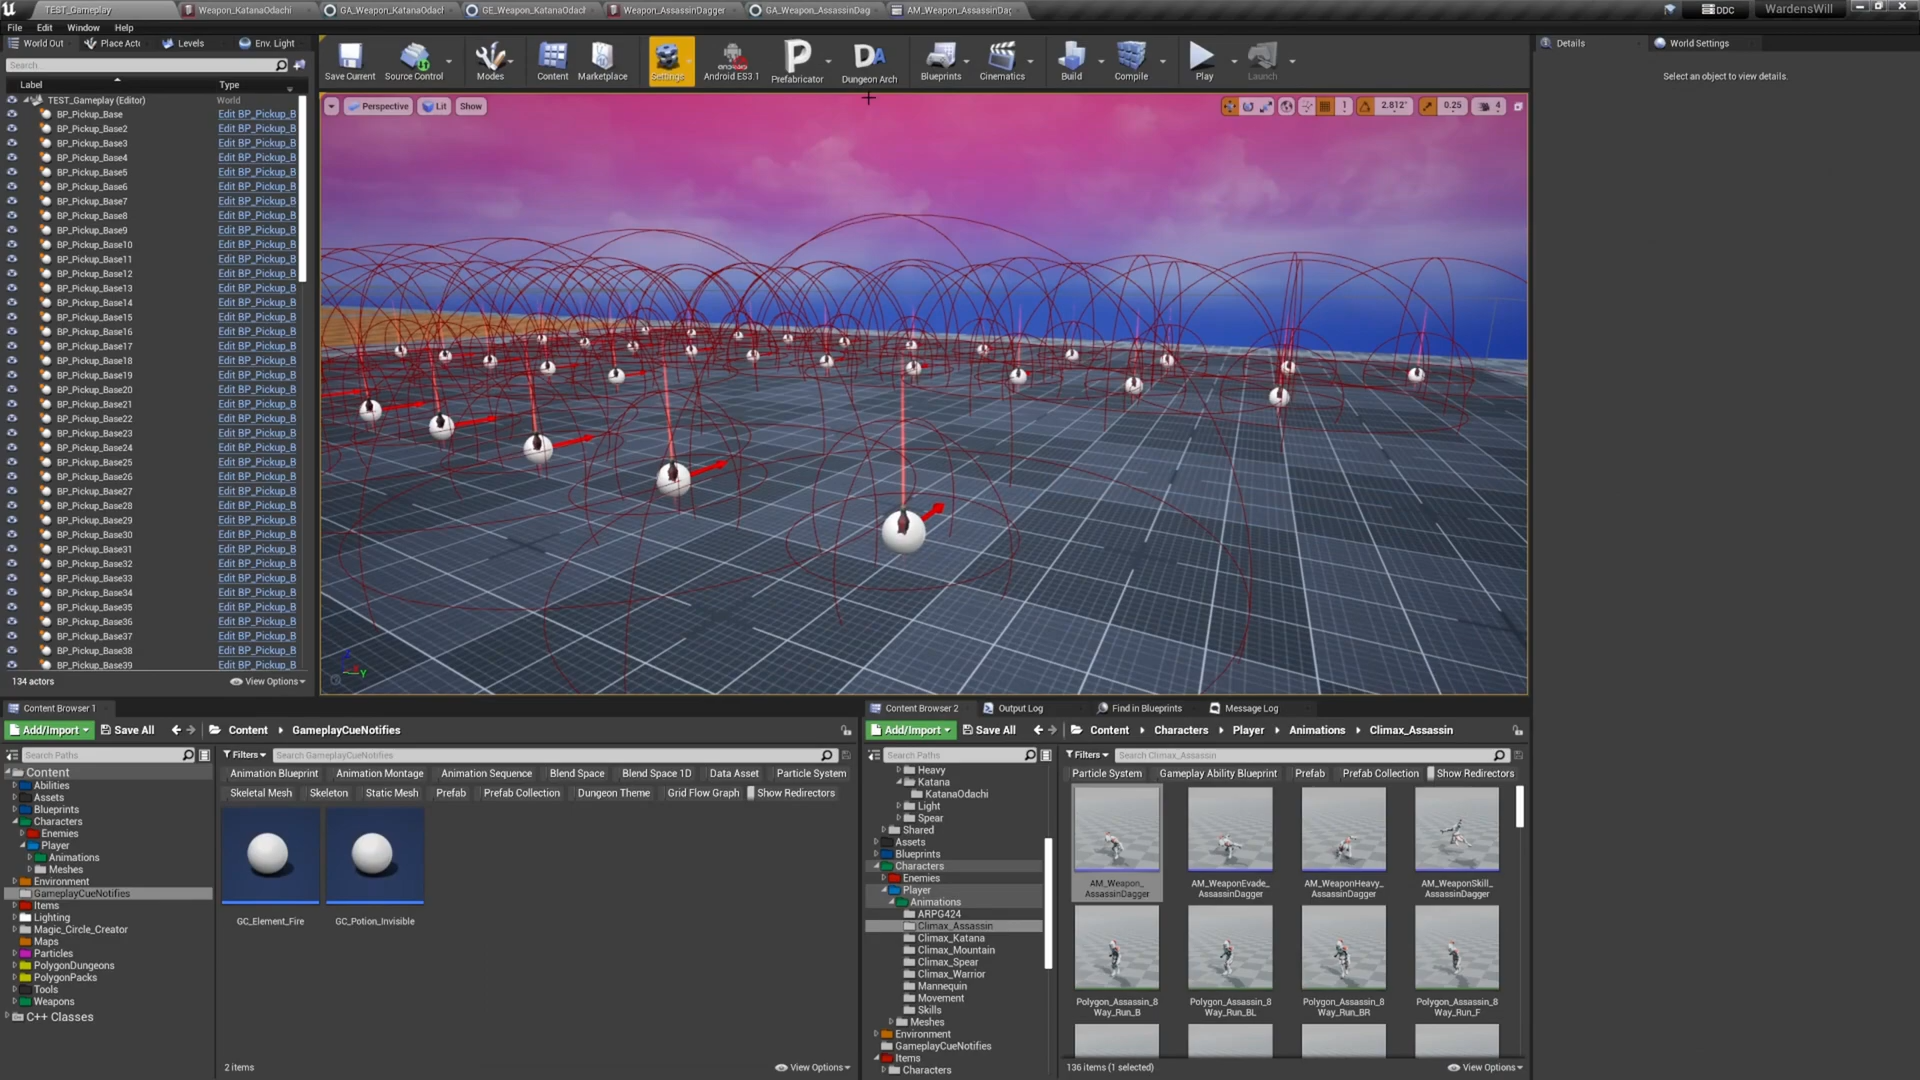 TEST_Gameplay
Weapon_KatanaOdachi
GA_Weapon_KatanaOdach
GE_Weapon_KatanaOdach
Weapon_AssassinDagger
GA_Weapon_AssassinDag
AM_Weapon_AssassinDag
DDC
WardensWill
File Edit Window Help
World Out
Place Act
Levels
Env. Light
Save Current
Source Control
Modes
Content
Marketplace
Settings
Android ES3.1
Prefabricator
Dungeon Arch
Blueprints
Cinematics
Build
Compile
Play
Launch
Details
World Settings
Select an object to view details.
Search...
Label Type
TEST_Gameplay (Editor) World
BP_Pickup_Base Edit BP_Pickup_B
BP_Pickup_Base2 Edit BP_Pickup_B
BP_Pickup_Base3 Edit BP_Pickup_B
BP_Pickup_Base4 Edit BP_Pickup_B
BP_Pickup_Base5 Edit BP_Pickup_B
BP_Pickup_Base6 Edit BP_Pickup_B
BP_Pickup_Base7 Edit BP_Pickup_B
BP_Pickup_Base8 Edit BP_Pickup_B
BP_Pickup_Base9 Edit BP_Pickup_B
BP_Pickup_Base10 Edit BP_Pickup_B
BP_Pickup_Base11 Edit BP_Pickup_B
BP_Pickup_Base12 Edit BP_Pickup_B
BP_Pickup_Base13 Edit BP_Pickup_B
BP_Pickup_Base14 Edit BP_Pickup_B
BP_Pickup_Base15 Edit BP_Pickup_B
BP_Pickup_Base16 Edit BP_Pickup_B
BP_Pickup_Base17 Edit BP_Pickup_B
BP_Pickup_Base18 Edit BP_Pickup_B
BP_Pickup_Base19 Edit BP_Pickup_B
BP_Pickup_Base20 Edit BP_Pickup_B
BP_Pickup_Base21 Edit BP_Pickup_B
BP_Pickup_Base22 Edit BP_Pickup_B
BP_Pickup_Base23 Edit BP_Pickup_B
BP_Pickup_Base24 Edit BP_Pickup_B
BP_Pickup_Base25 Edit BP_Pickup_B
BP_Pickup_Base26 Edit BP_Pickup_B
BP_Pickup_Base27 Edit BP_Pickup_B
BP_Pickup_Base28 Edit BP_Pickup_B
BP_Pickup_Base29 Edit BP_Pickup_B
BP_Pickup_Base30 Edit BP_Pickup_B
BP_Pickup_Base31 Edit BP_Pickup_B
BP_Pickup_Base32 Edit BP_Pickup_B
BP_Pickup_Base33 Edit BP_Pickup_B
BP_Pickup_Base34 Edit BP_Pickup_B
BP_Pickup_Base35 Edit BP_Pickup_B
BP_Pickup_Base36 Edit BP_Pickup_B
BP_Pickup_Base37 Edit BP_Pickup_B
BP_Pickup_Base38 Edit BP_Pickup_B
BP_Pickup_Base39 Edit BP_Pickup_B
134 actors
View Options
Perspective
Lit
Show
2.812°
0.25
4
Y
Content Browser 1
Add/Import
Save All
Content
GameplayCueNotifies
Search Paths
Filters
Search GameplayCueNotifies
Animation Blueprint Animation Montage Animation Sequence Blend Space Blend Space 1D Data Asset Particle System
Skeletal Mesh Skeleton Static Mesh Prefab Prefab Collection Dungeon Theme Grid Flow Graph Show Redirectors
Content
Abilities
Assets
Blueprints
Characters
Enemies
Player
Animations
Meshes
Environment
GameplayCueNotifies
Items
Lighting
Magic_Circle_Creator
Maps
Particles
PolygonDungeons
PolygonPacks
Tools
Weapons
C++ Classes
GC_Element_Fire
GC_Potion_Invisible
2 items
View Options
Content Browser 2
Output Log
Find in Blueprints
Message Log
Add/Import
Save All
Content
Characters
Player
Animations
Climax_Assassin
Search Paths
Filters
Search Climax_Assassin
Particle System Gameplay Ability Blueprint Prefab Prefab Collection Show Redirectors
Heavy
Katana
KatanaOdachi
Light
Spear
Shared
Assets
Blueprints
Characters
Enemies
Player
Animations
ARPG424
Climax_Assassin
Climax_Katana
Climax_Mountain
Climax_Spear
Climax_Warrior
Mannequin
Movement
Skills
Meshes
Environment
GameplayCueNotifies
Items
Characters
AM_Weapon_
AssassinDagger
AM_WeaponEvade_
AssassinDagger
AM_WeaponHeavy_
AssassinDagger
AM_WeaponSkill_
AssassinDagger
Polygon_Assassin_8
Way_Run_B
Polygon_Assassin_8
Way_Run_BL
Polygon_Assassin_8
Way_Run_BR
Polygon_Assassin_8
Way_Run_F
136 items (1 selected)
View Options